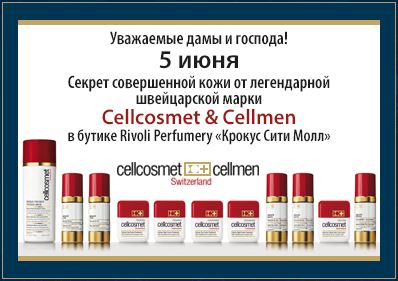 Уважаемые дамы и господа!
5 июня
Секрет совершенной кожи от легендарной
швейцарской марки
Cellcosmet & Cellmen
в бутике Rivoli Perfumery «Крокус Сити Молл»
cellcosmet cellmen
Switzerland
cellcosmet